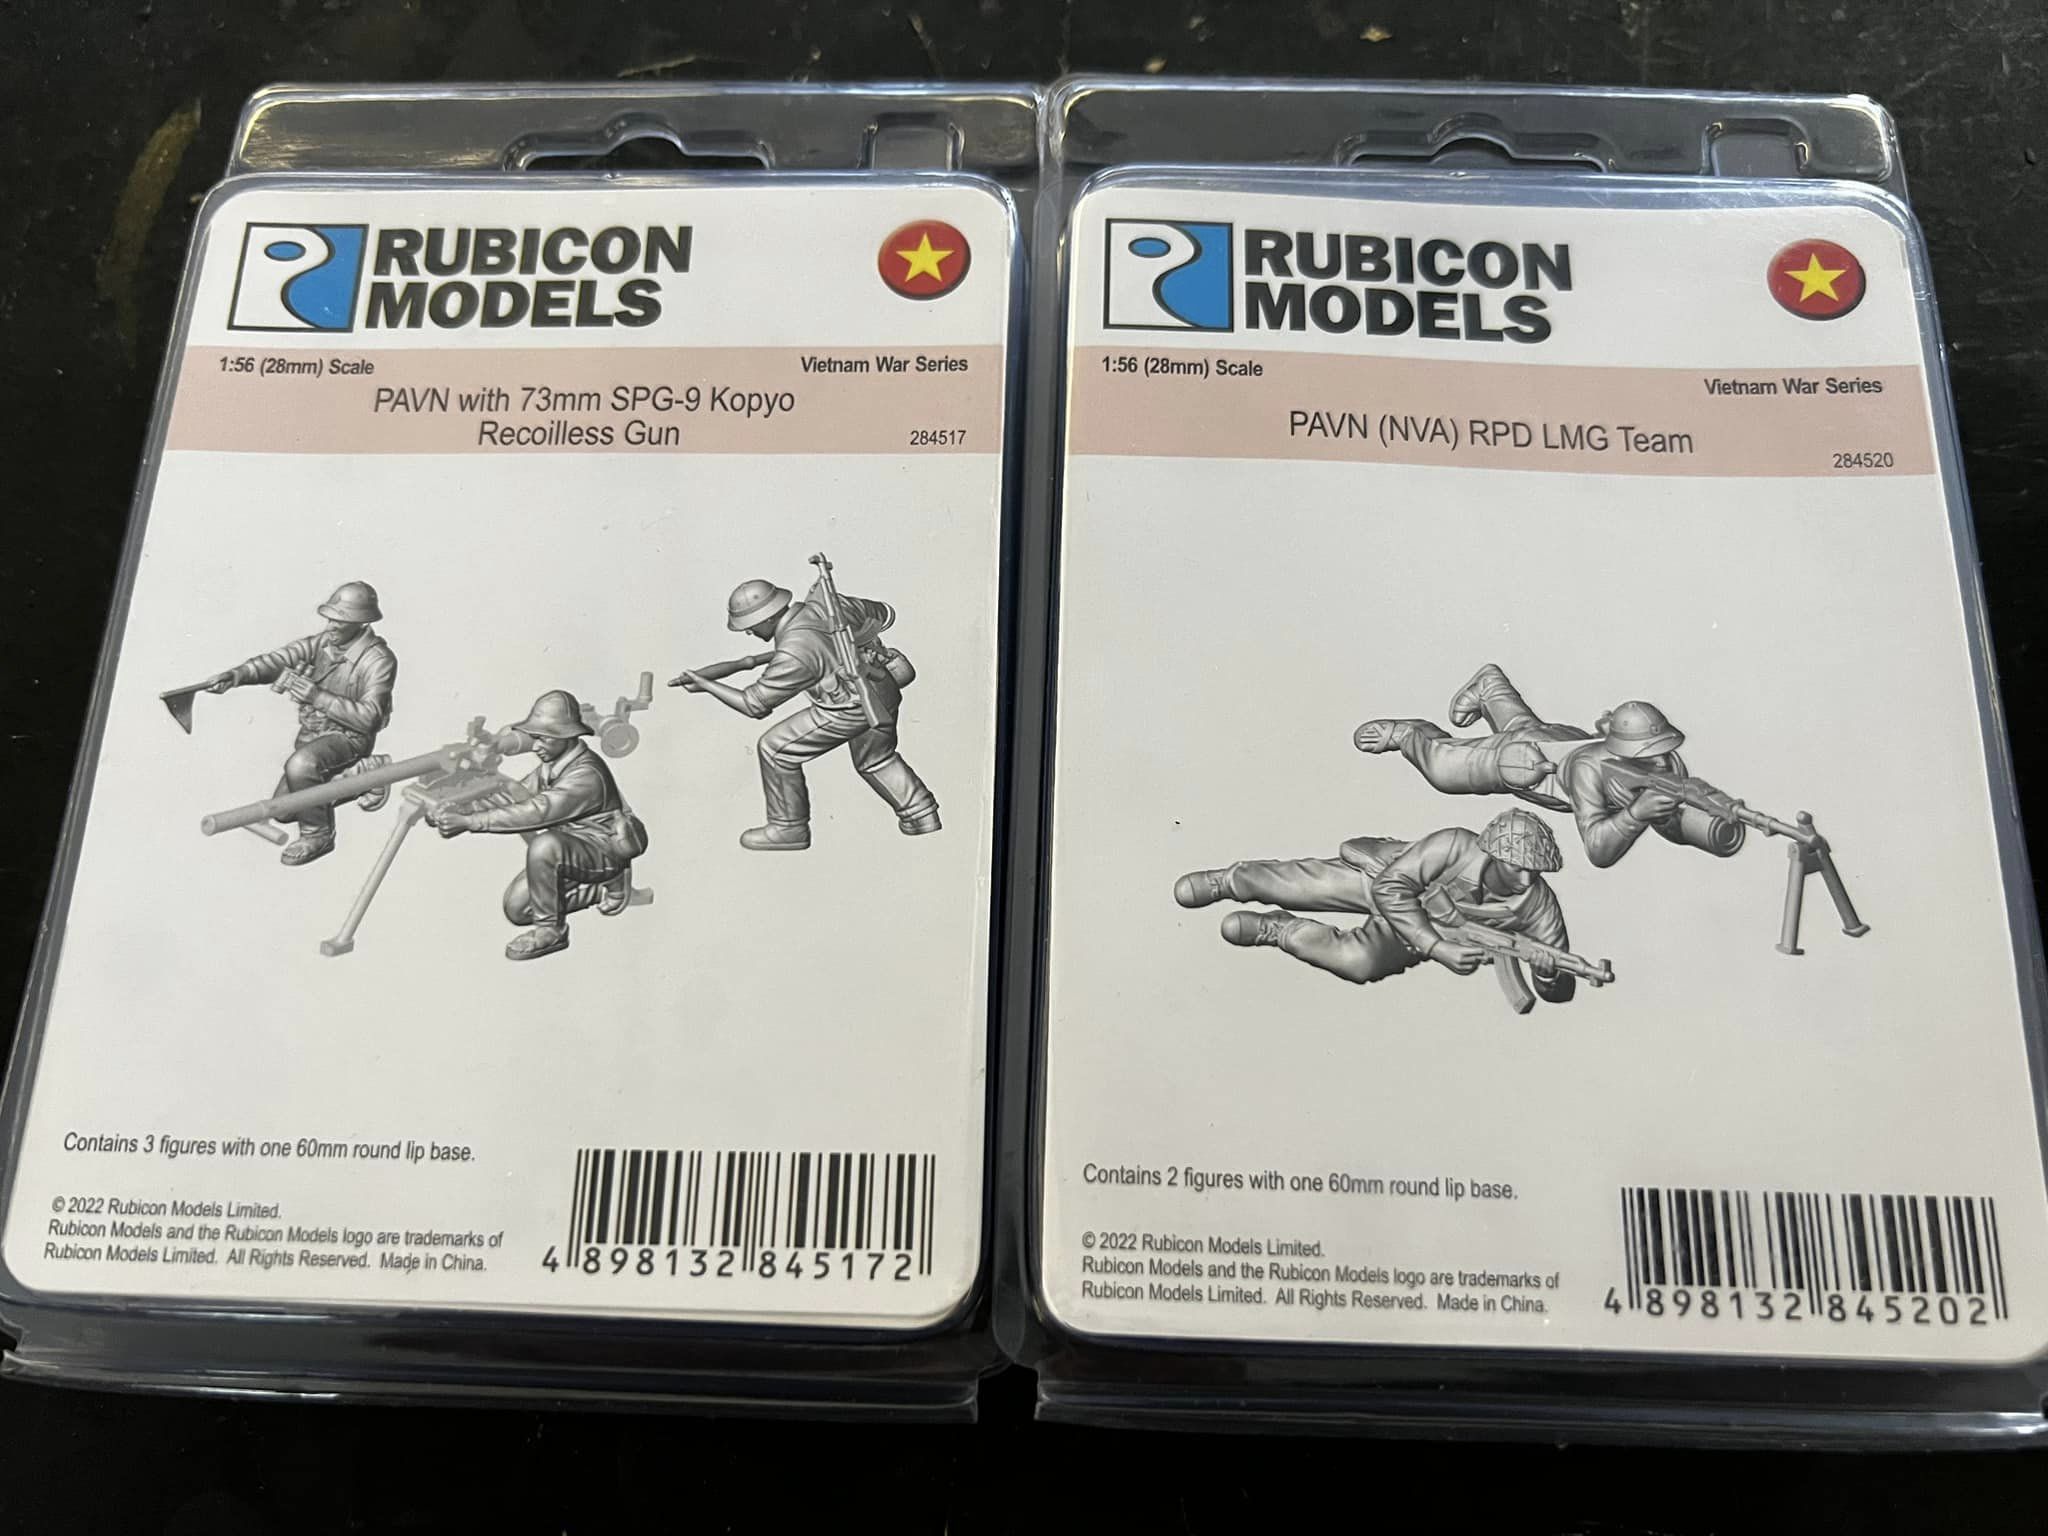 RUBICON
MODELS
1:56 (28mm) Scale
Vietnam War Series
PAVN with 73mm SPG-9 Kopyo
Recoilless Gun
284517
Contains 3 figures with one 60mm round lip base.
© 2022 Rubicon Models Limited.
Rubicon Models and the Rubicon Models logo are trademarks of
Rubicon Models Limited. All Rights Reserved. Made in China.
4 898132 845172
RUBICON
MODELS
1:56 (28mm) Scale
Vietnam War Series
PAVN (NVA) RPD LMG Team
284520
Contains 2 figures with one 60mm round lip base.
© 2022 Rubicon Models Limited.
Rubicon Models and the Rubicon Models logo are trademarks of
Rubicon Models Limited. All Rights Reserved. Made in China.
4 898132 845202